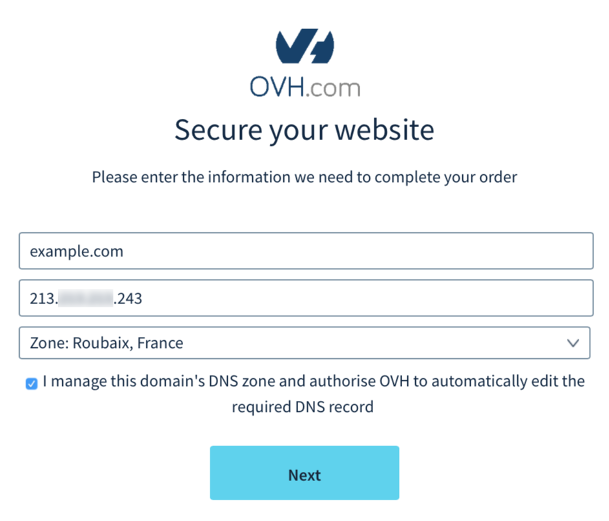 OVH.com
Secure your website
Please enter the information we need to complete your order
example.com
213. .243
Zone: Roubaix, France
I manage this domain's DNS zone and authorise OVH to automatically edit the
required DNS record
Next